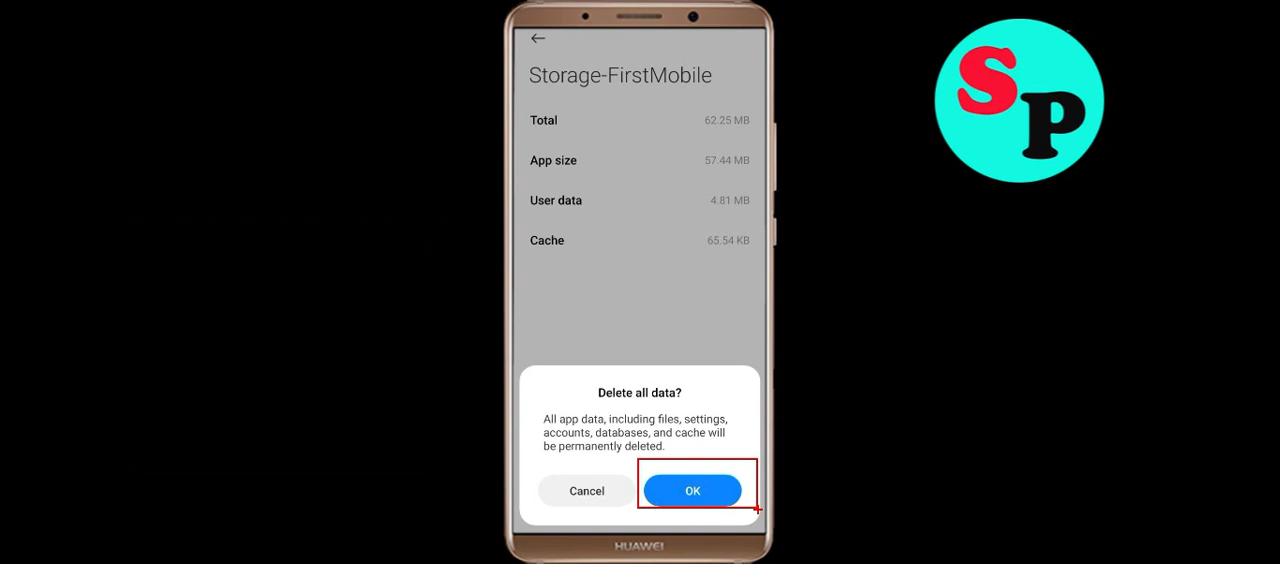 SP
Storage-FirstMobile
Total 62.25 MB
App size 57.44 MB
User data 4.81 MB
Cache 65.54 KB
Delete all data?
All app data, including files, settings,
accounts, databases, and cache will
be permanently deleted.
Cancel OK
HUAWEI